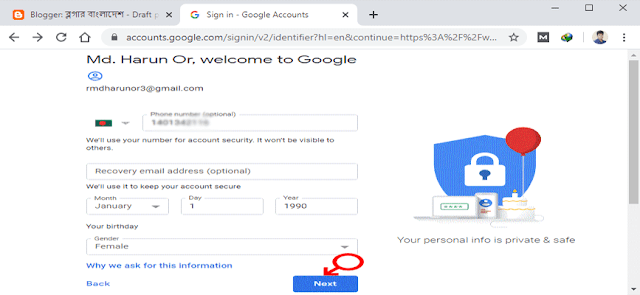 Blogger: ব্লগার বাংলাদেশ - Draft p
Sign in - Google Accounts
accounts.google.com/signin/v2/identifier?hl=en&continue=https%3A%2F%2Fw...
Md. Harun Or, welcome to Google
rmdharunor3@gmail.com
Phone number (optional)
We'll use your number for account security. It won't be visible to
others.
Recovery email address (optional)
We'll use it to keep your account secure
Month Day Year
January 1 1990
Your birthday
Gender
Female
Why we ask for this information
Back Next
Your personal info is private & safe